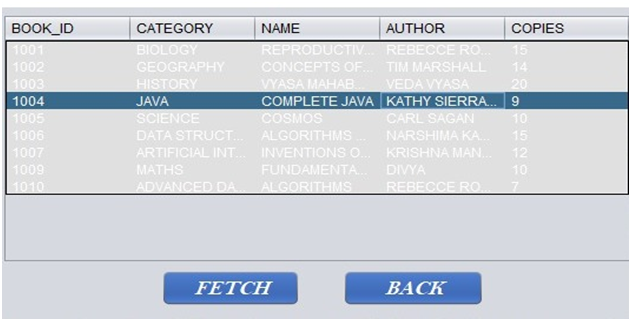 BOOK_ID CATEGORY NAME AUTHOR COPIES
1001 BIOLOGY REPRODUCTIV... REBECCE RO... 15
1002 GEOGRAPHY CONCEPTS OF... TIM MARSHALL 14
1003 HISTORY VYASA MAHAB... VEDA VYASA 20
1004 JAVA COMPLETE JAVA KATHY SIERRA... 9
1005 SCIENCE COSMOS CARL SAGAN 10
1006 DATA STRUCT... ALGORITHMS ... NARSHIMA KA... 15
1007 ARTIFICIAL INT... INVENTIONS O... KRISHNA MAN... 12
1009 MATHS FUNDAMENTA... DIVYA 10
1010 ADVANCED DA... ALGORITHMS REBECCE RO... 7
FETCH BACK